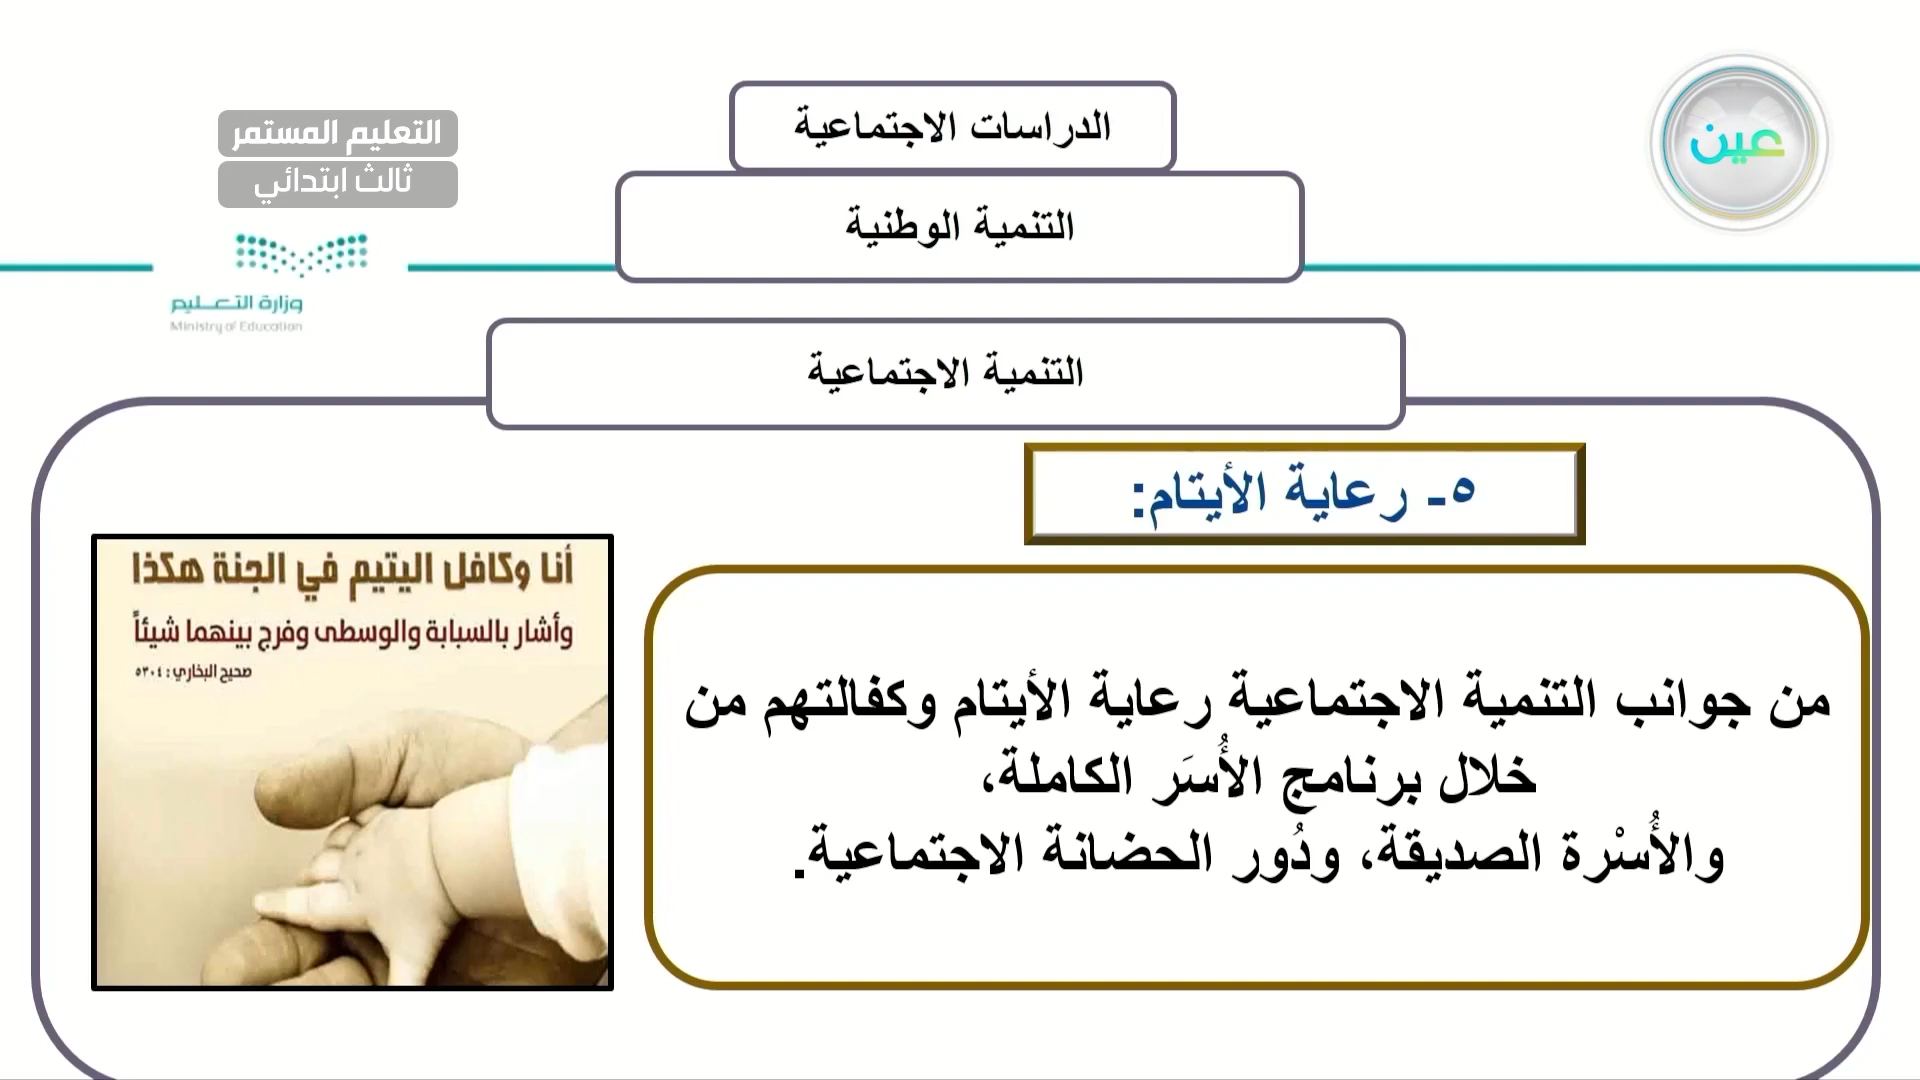 الدراسات الاجتماعية
عين
التعليم المستمر
ثالث ابتدائي
التنمية الوطنية
وزارة التعليم
Ministry of Education
التنمية الاجتماعية
٥- رعاية الأيتام:
من جوانب التنمية الاجتماعية رعاية الأيتام وكفالتهم من
خلال برنامج الأُسَر الكاملة،
والأُسْرة الصديقة، ودُور الحضانة الاجتماعية.
أنا وكافل اليتيم في الجنة هكذا
وأشار بالسبابة والوسطى وفرج بينهما شيئاً
صحيح البخاري : ٥٣٠٤